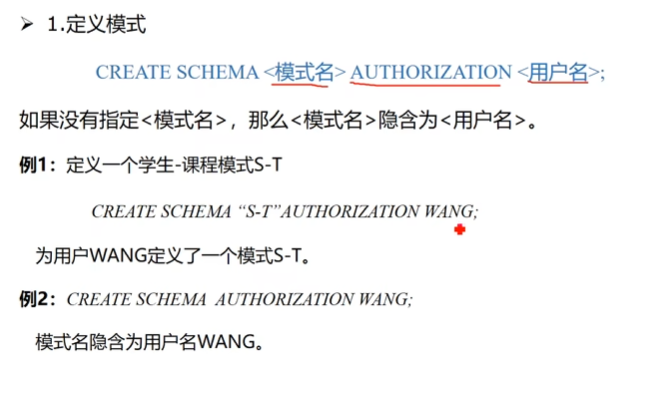 ➢ 1.定义模式
CREATE SCHEMA <模式名> AUTHORIZATION <用户名>;
如果没有指定<模式名>，那么<模式名>隐含为<用户名>。
例1：定义一个学生-课程模式S-T
CREATE SCHEMA “S-T”AUTHORIZATION WANG;
为用户WANG定义了一个模式S-T。
例2：CREATE SCHEMA AUTHORIZATION WANG;
模式名隐含为用户名WANG。